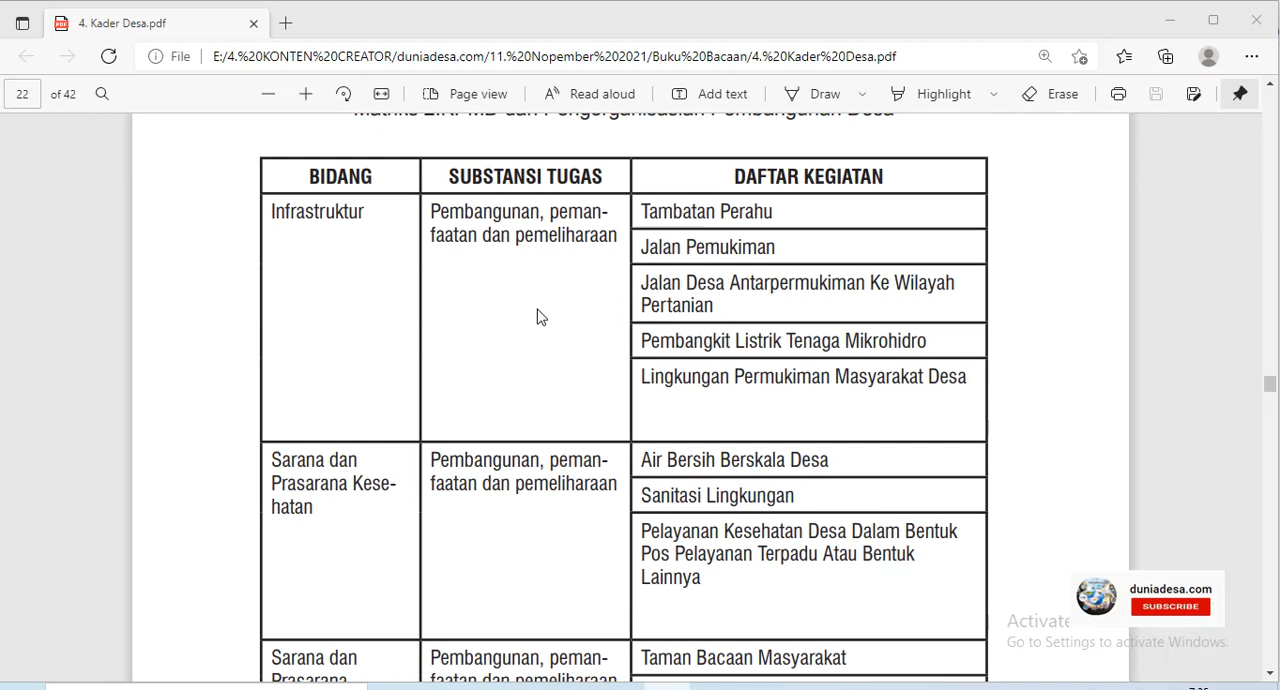 4. Kader Desa.pdf
File
E:/4.%20KONTEN%20CREATOR/duniadesa.com/11.%20Nopember%202021/Buku%20Bacaan/4.%20Kader%20Desa.pdf
22 of 42
Page view
Read aloud
Add text
Draw
Highlight
Erase
BIDANG
SUBSTANSI TUGAS
DAFTAR KEGIATAN
Infrastruktur
Pembangunan, peman-
faatan dan pemeliharaan
Tambatan Perahu
Jalan Pemukiman
Jalan Desa Antarpermukiman Ke Wilayah
Pertanian
Pembangkit Listrik Tenaga Mikrohidro
Lingkungan Permukiman Masyarakat Desa
Sarana dan
Prasarana Kese-
hatan
Pembangunan, peman-
faatan dan pemeliharaan
Air Bersih Berskala Desa
Sanitasi Lingkungan
Pelayanan Kesehatan Desa Dalam Bentuk
Pos Pelayanan Terpadu Atau Bentuk
Lainnya
Sarana dan
Prasarana
Pembangunan, peman-
faatan dan pemeliharaan
Taman Bacaan Masyarakat
duniadesa.com
SUBSCRIBE
Activate
Go to Settings to activate Windows.